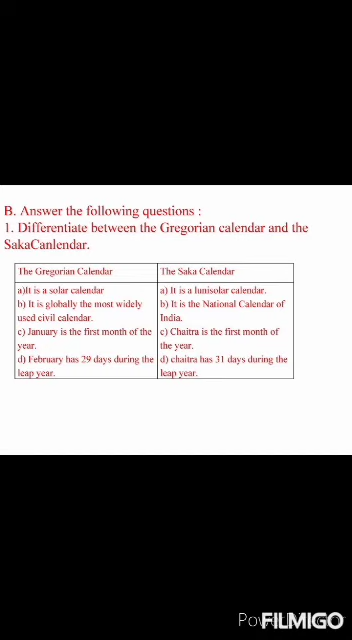 B. Answer the following questions :
1. Differentiate between the Gregorian calendar and the
SakaCanlendar.
The Gregorian Calendar
a)It is a solar calendar
b) It is globally the most widely
used civil calendar.
c) January is the first month of the
year.
d) February has 29 days during the
leap year.
The Saka Calendar
a) It is a lunisolar calendar.
b) It is the National Calendar of
India.
c) Chaitra is the first month of
the year.
d) chaitra has 31 days during the
leap year.
FILMIGO